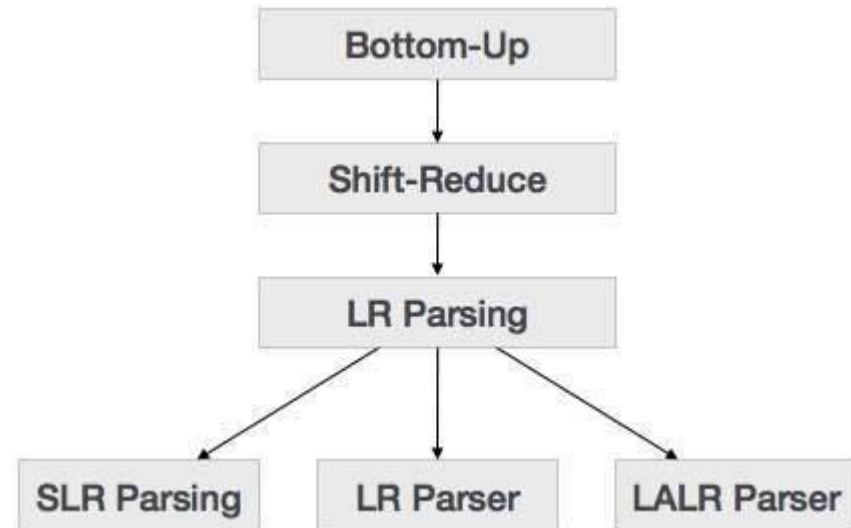 Bottom-Up
Shift-Reduce
LR Parsing
SLR Parsing
LR Parser
LALR Parser